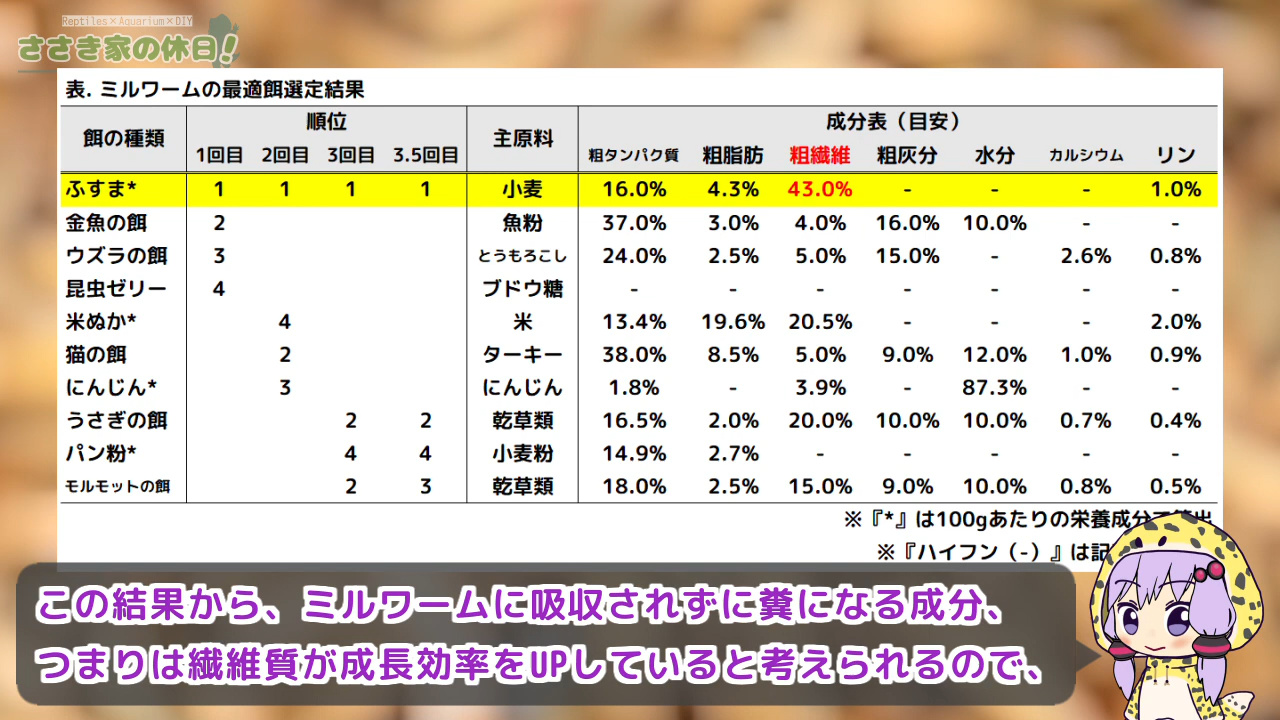 Reptiles×Aquarium×DIY
ささき家の休日!
表. ミルワームの最適餌選定結果
餌の種類 順位 主原料 成分表（目安）
1回目 2回目 3回目 3.5回目 粗タンパク質 粗脂肪 粗繊維 粗灰分 水分 カルシウム リン
ふすま* 1 1 1 1 小麦 16.0% 4.3% 43.0% - - - 1.0%
金魚の餌 2 魚粉 37.0% 3.0% 4.0% 16.0% 10.0% - -
ウズラの餌 3 とうもろこし 24.0% 2.5% 5.0% 15.0% - 2.6% 0.8%
昆虫ゼリー 4 ブドウ糖 - - - - - - -
米ぬか* 4 米 13.4% 19.6% 20.5% - - - 2.0%
猫の餌 2 ターキー 38.0% 8.5% 5.0% 9.0% 12.0% 1.0% 0.9%
にんじん* 3 にんじん 1.8% - 3.9% - 87.3% - -
うさぎの餌 2 2 乾草類 16.5% 2.0% 20.0% 10.0% 10.0% 0.7% 0.4%
パン粉* 4 4 小麦粉 14.9% 2.7% - - - - -
モルモットの餌 2 3 乾草類 18.0% 2.5% 15.0% 9.0% 10.0% 0.8% 0.5%
※『*』は100gあたりの栄養成分で算出
※『ハイフン（-）』は記
この結果から、ミルワームに吸収されずに糞になる成分、
つまりは繊維質が成長効率をUPしていると考えられるので、